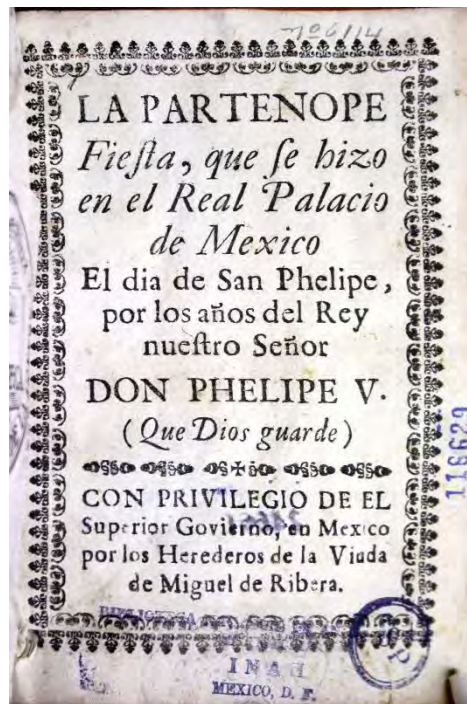 LA PARTENOPE
Fiesta, que se hizo
en el Real Palacio
de Mexico
El dia de San Phelipe,
por los años del Rey
nuestro Señor
DON PHELIPE V.
(Que Dios guarde)
CON PRIVILEGIO DE EL
Superior Govierno, en Mexico
por los Herederos de la Viuda
de Miguel de Ribera.
INAH
MEXICO, D. F.
116629